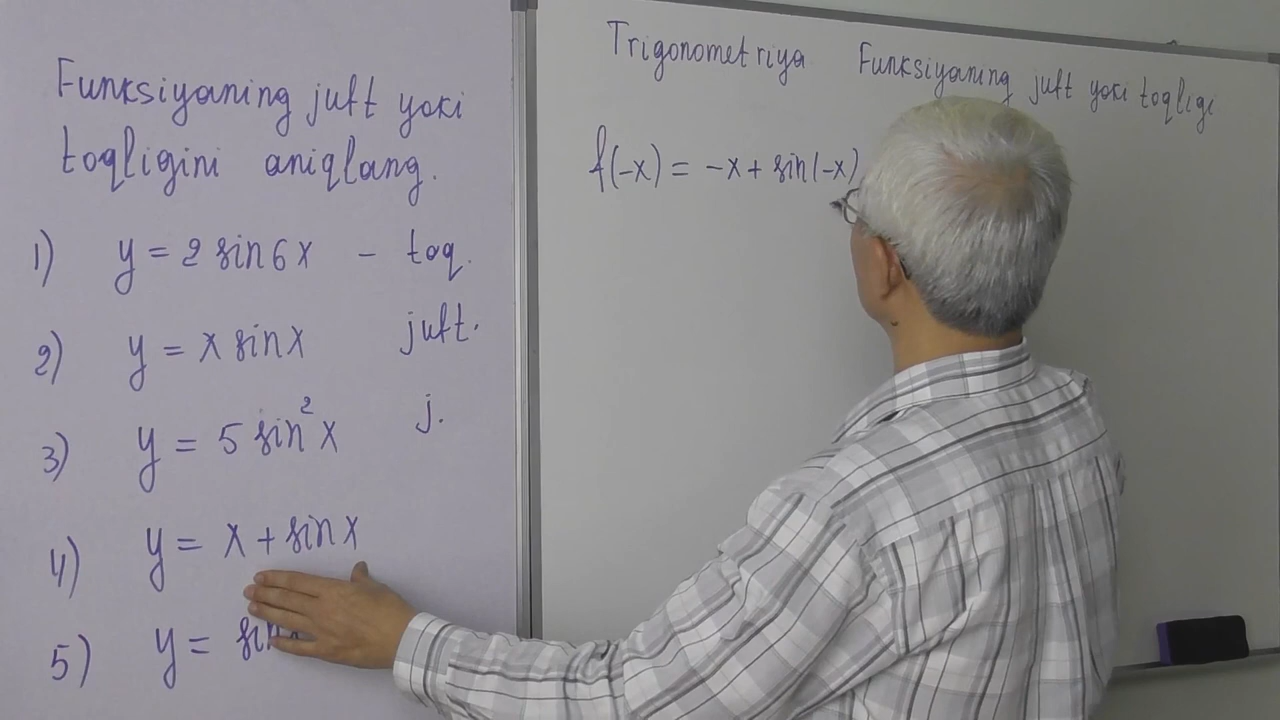 Funksiyaning juft yoki
toqligini aniqlang.
1) y = 2 sin 6x – toq.
2) y = x sin x juft.
3) y = 5 sin² x j.
4) y = x + sin x
5) y = sin
Trigonometriya Funksiyaning juft yoki toqligi
f(-x) = -x + sin(-x)